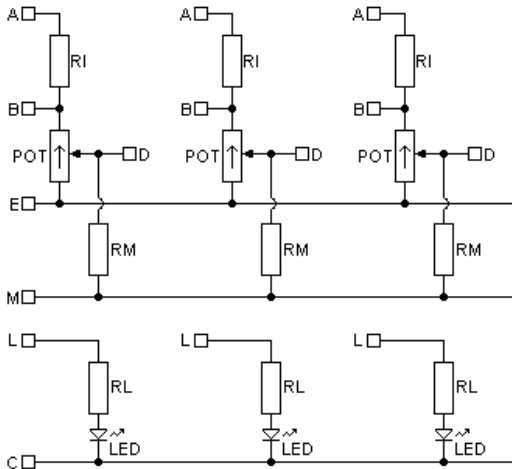 A A A
RI RI RI
B B B
POT D POT D POT D
E
RM RM RM
M
L L L
RL RL RL
LED LED LED
C